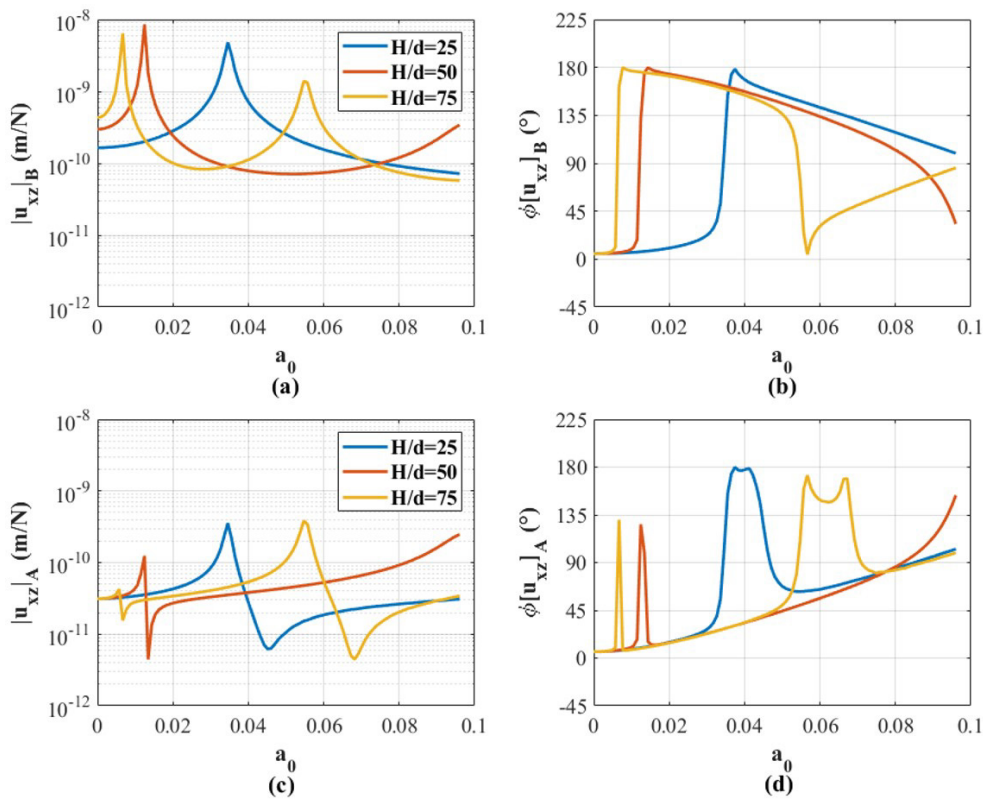 10^-8
10^-9
10^-10
10^-11
10^-12
|u_xz|_B (m/N)
H/d=25
H/d=50
H/d=75
0 0.02 0.04 0.06 0.08 0.1
a_0
(a)
225
180
135
90
45
0
-45
ϕ[u_xz]_B (°)
0 0.02 0.04 0.06 0.08 0.1
a_0
(b)
10^-8
10^-9
10^-10
10^-11
10^-12
|u_xz|_A (m/N)
H/d=25
H/d=50
H/d=75
0 0.02 0.04 0.06 0.08 0.1
a_0
(c)
225
180
135
90
45
0
-45
ϕ[u_xz]_A (°)
0 0.02 0.04 0.06 0.08 0.1
a_0
(d)